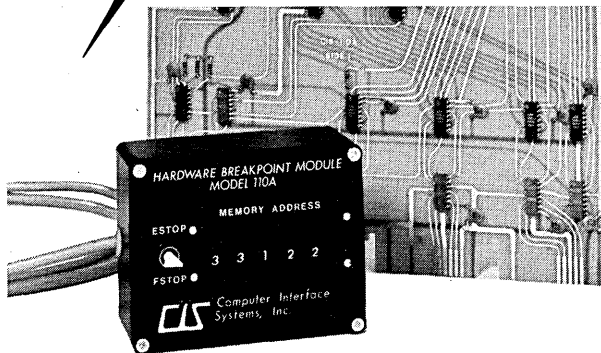 HARDWARE BREAKPOINT MODULE
MODEL 110A
MEMORY ADDRESS
ESTOP
3 3 1 2 2
FSTOP
CIS Computer Interface
Systems, Inc.